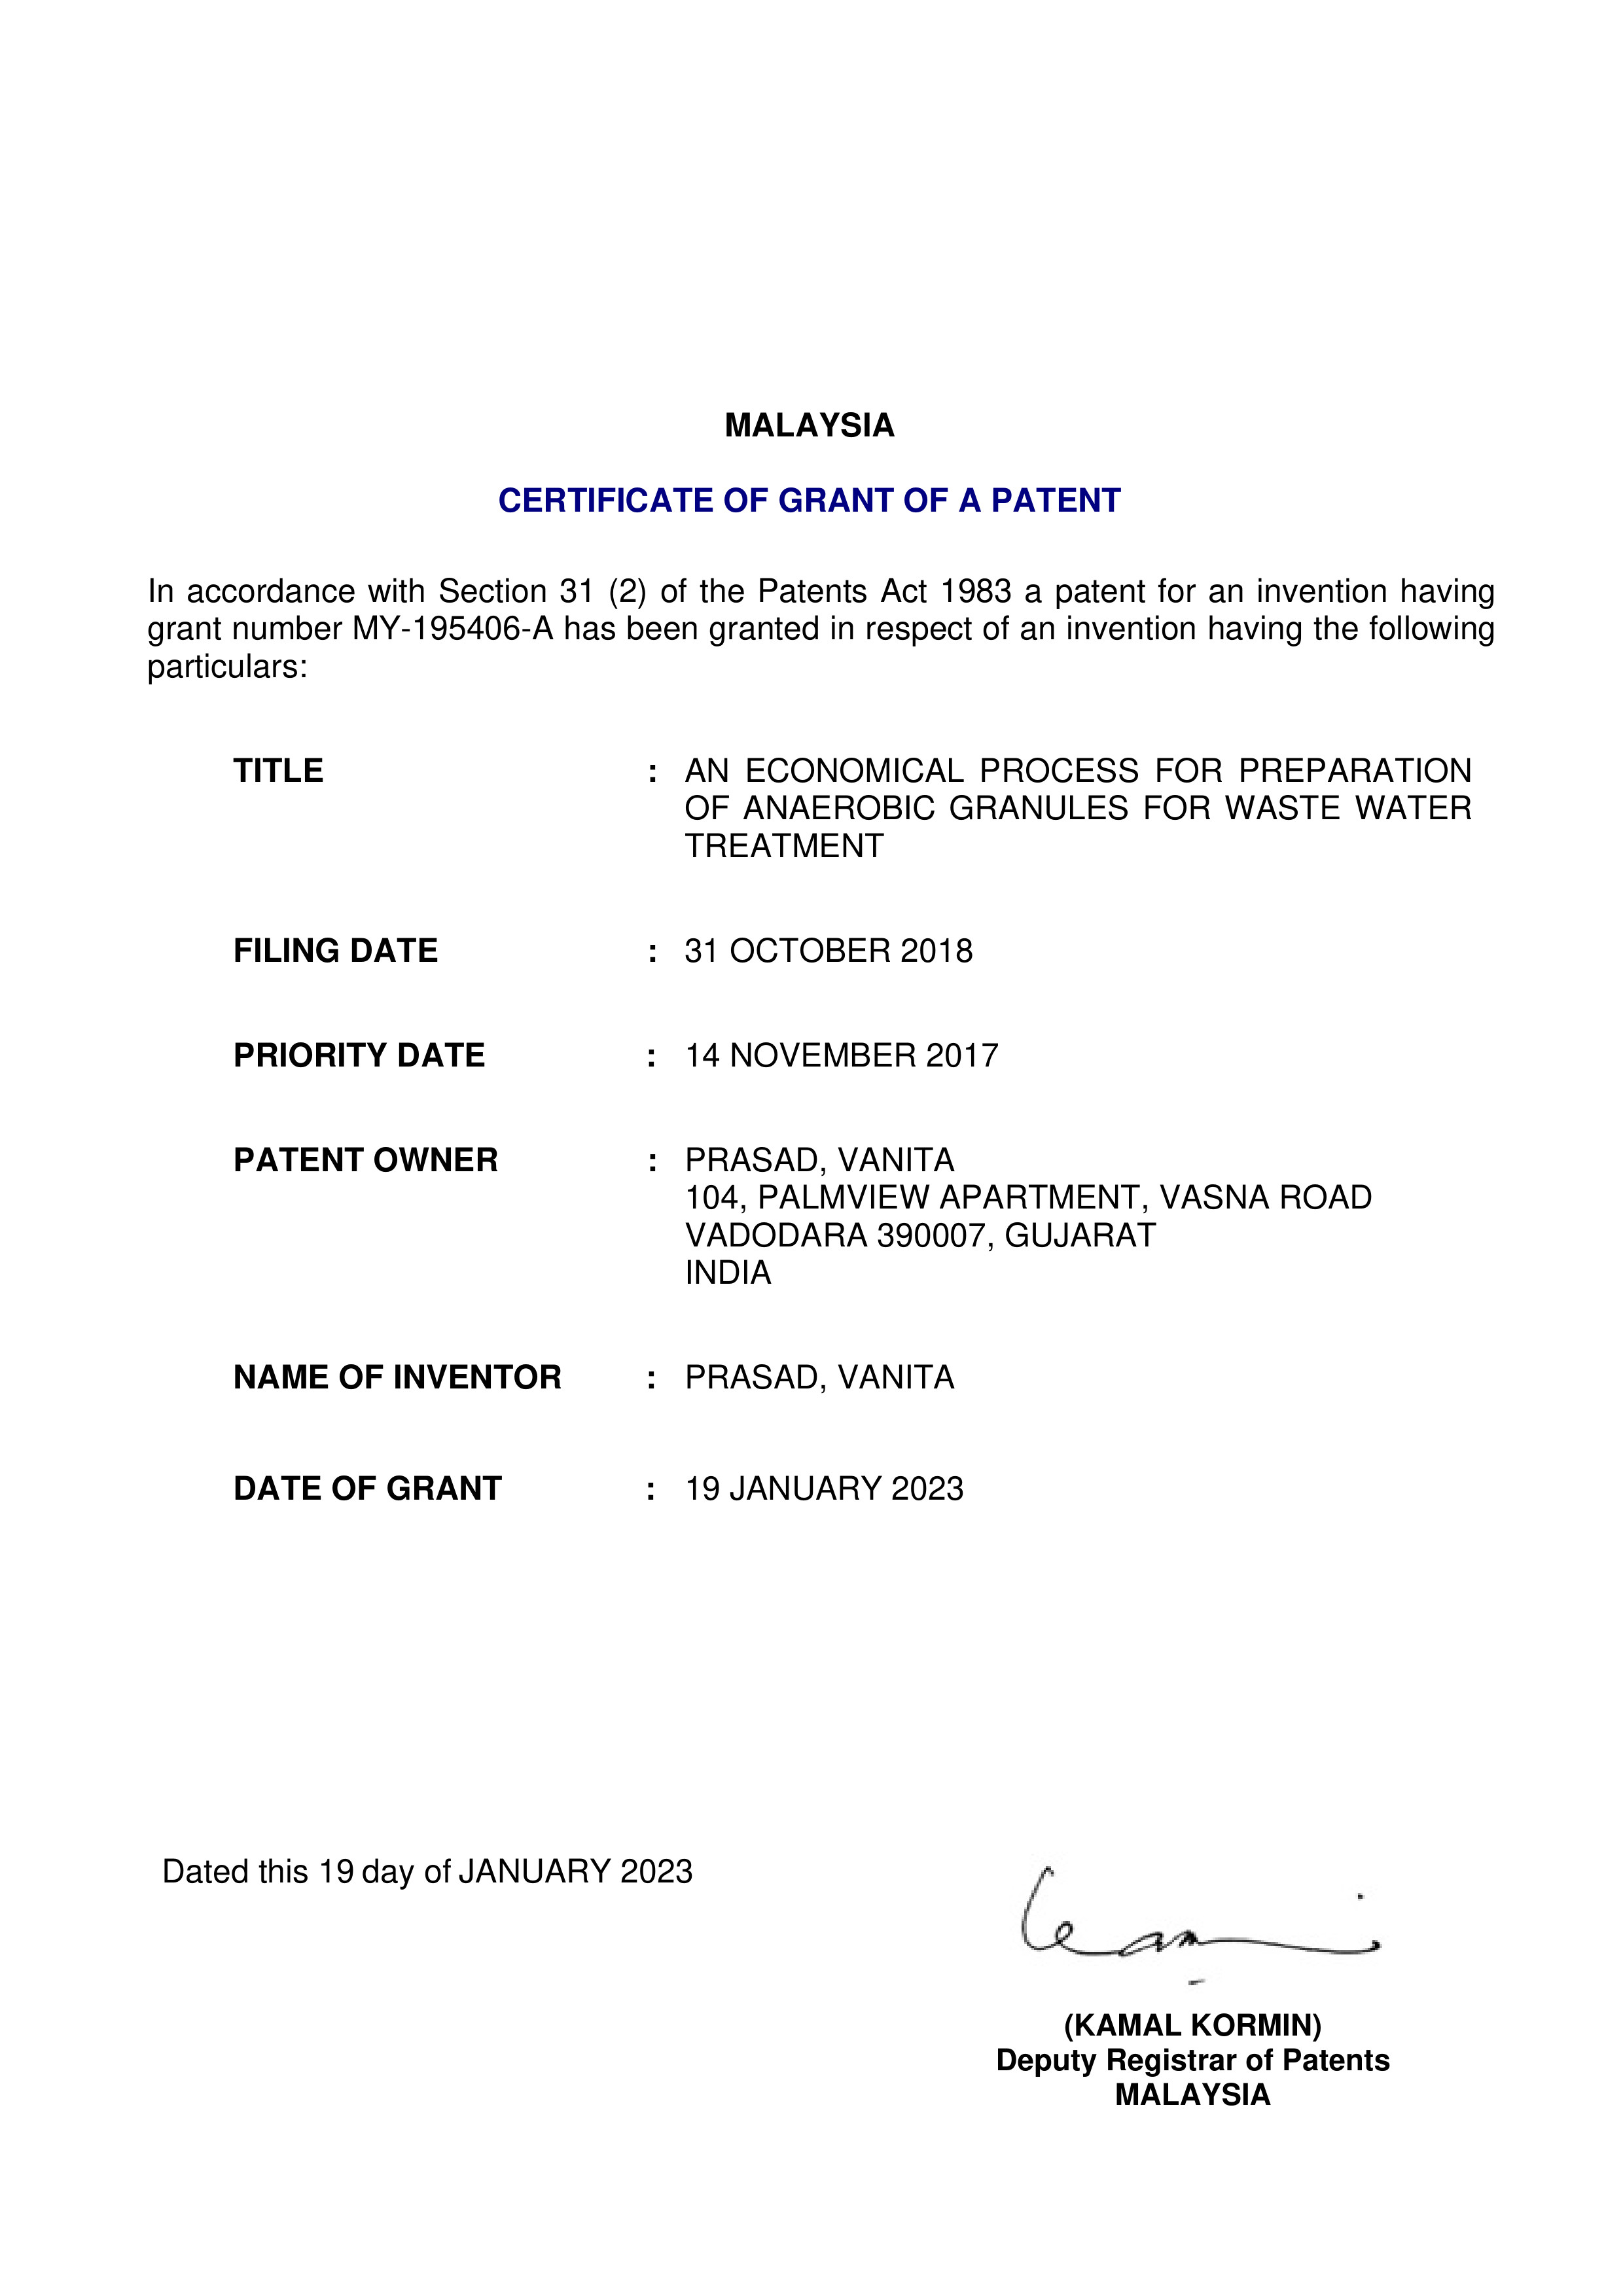 MALAYSIA
CERTIFICATE OF GRANT OF A PATENT
In accordance with Section 31 (2) of the Patents Act 1983 a patent for an invention having
grant number MY-195406-A has been granted in respect of an invention having the following
particulars:
TITLE : AN ECONOMICAL PROCESS FOR PREPARATION
OF ANAEROBIC GRANULES FOR WASTE WATER
TREATMENT
FILING DATE : 31 OCTOBER 2018
PRIORITY DATE : 14 NOVEMBER 2017
PATENT OWNER : PRASAD, VANITA
104, PALMVIEW APARTMENT, VASNA ROAD
VADODARA 390007, GUJARAT
INDIA
NAME OF INVENTOR : PRASAD, VANITA
DATE OF GRANT : 19 JANUARY 2023
Dated this 19 day of JANUARY 2023
(KAMAL KORMIN)
Deputy Registrar of Patents
MALAYSIA